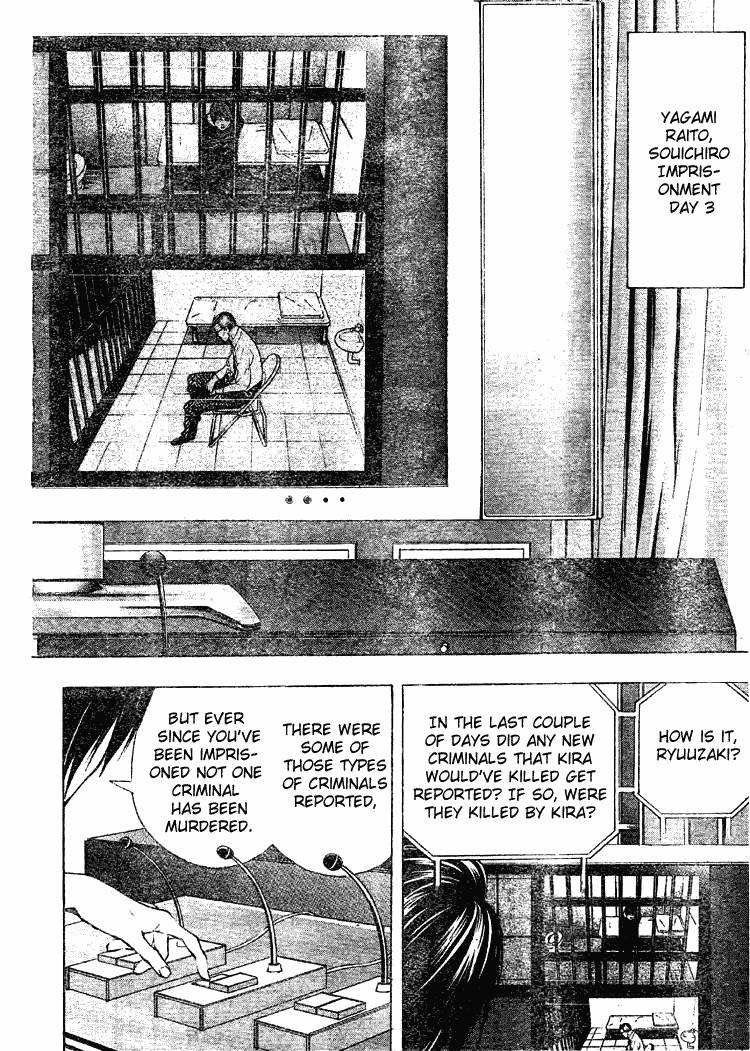 YAGAMI
RAITO,
SOUICHIRO
IMPRIS-
ONMENT
DAY 3
HOW IS IT,
RYUUZAKI?
IN THE LAST COUPLE
OF DAYS DID ANY NEW
CRIMINALS THAT KIRA
WOULD'VE KILLED GET
REPORTED? IF SO, WERE
THEY KILLED BY KIRA?
THERE WERE
SOME OF
THOSE TYPES
OF CRIMINALS
REPORTED,
BUT EVER
SINCE YOU'VE
BEEN IMPRIS-
ONED NOT ONE
CRIMINAL
HAS BEEN
MURDERED.